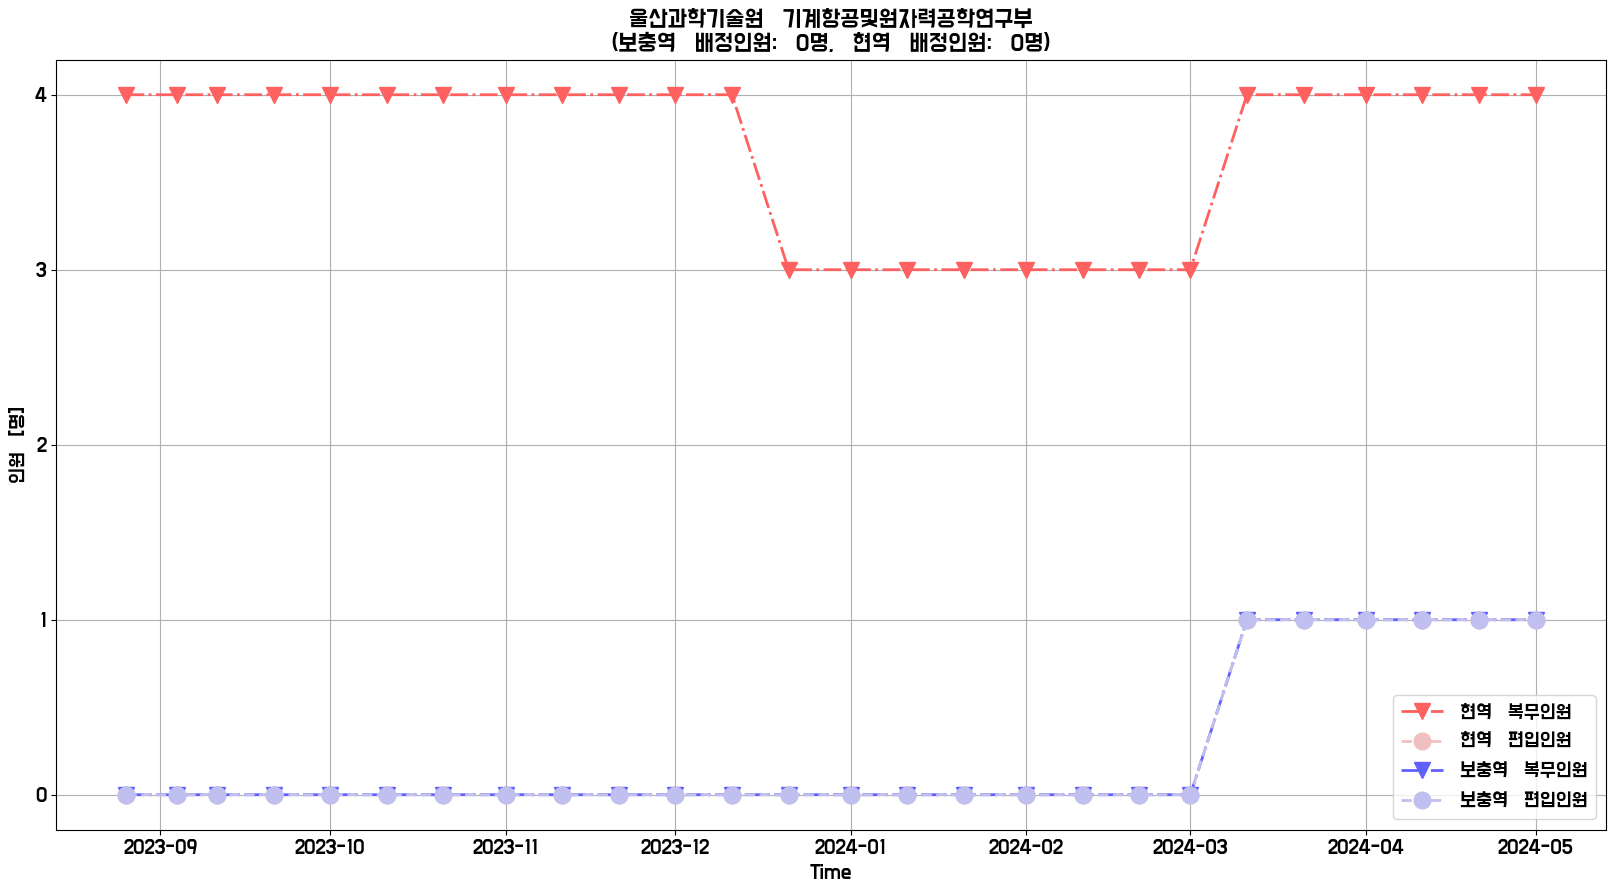 울산과학기술원 기계항공및원자력공학연구부
(보충역 배정인원: 0명, 현역 배정인원: 0명)
인원 [명]
4
3
2
1
0
2023-09
2023-10
2023-11
2023-12
2024-01
2024-02
2024-03
2024-04
2024-05
Time
현역 복무인원
현역 편입인원
보충역 복무인원
보충역 편입인원